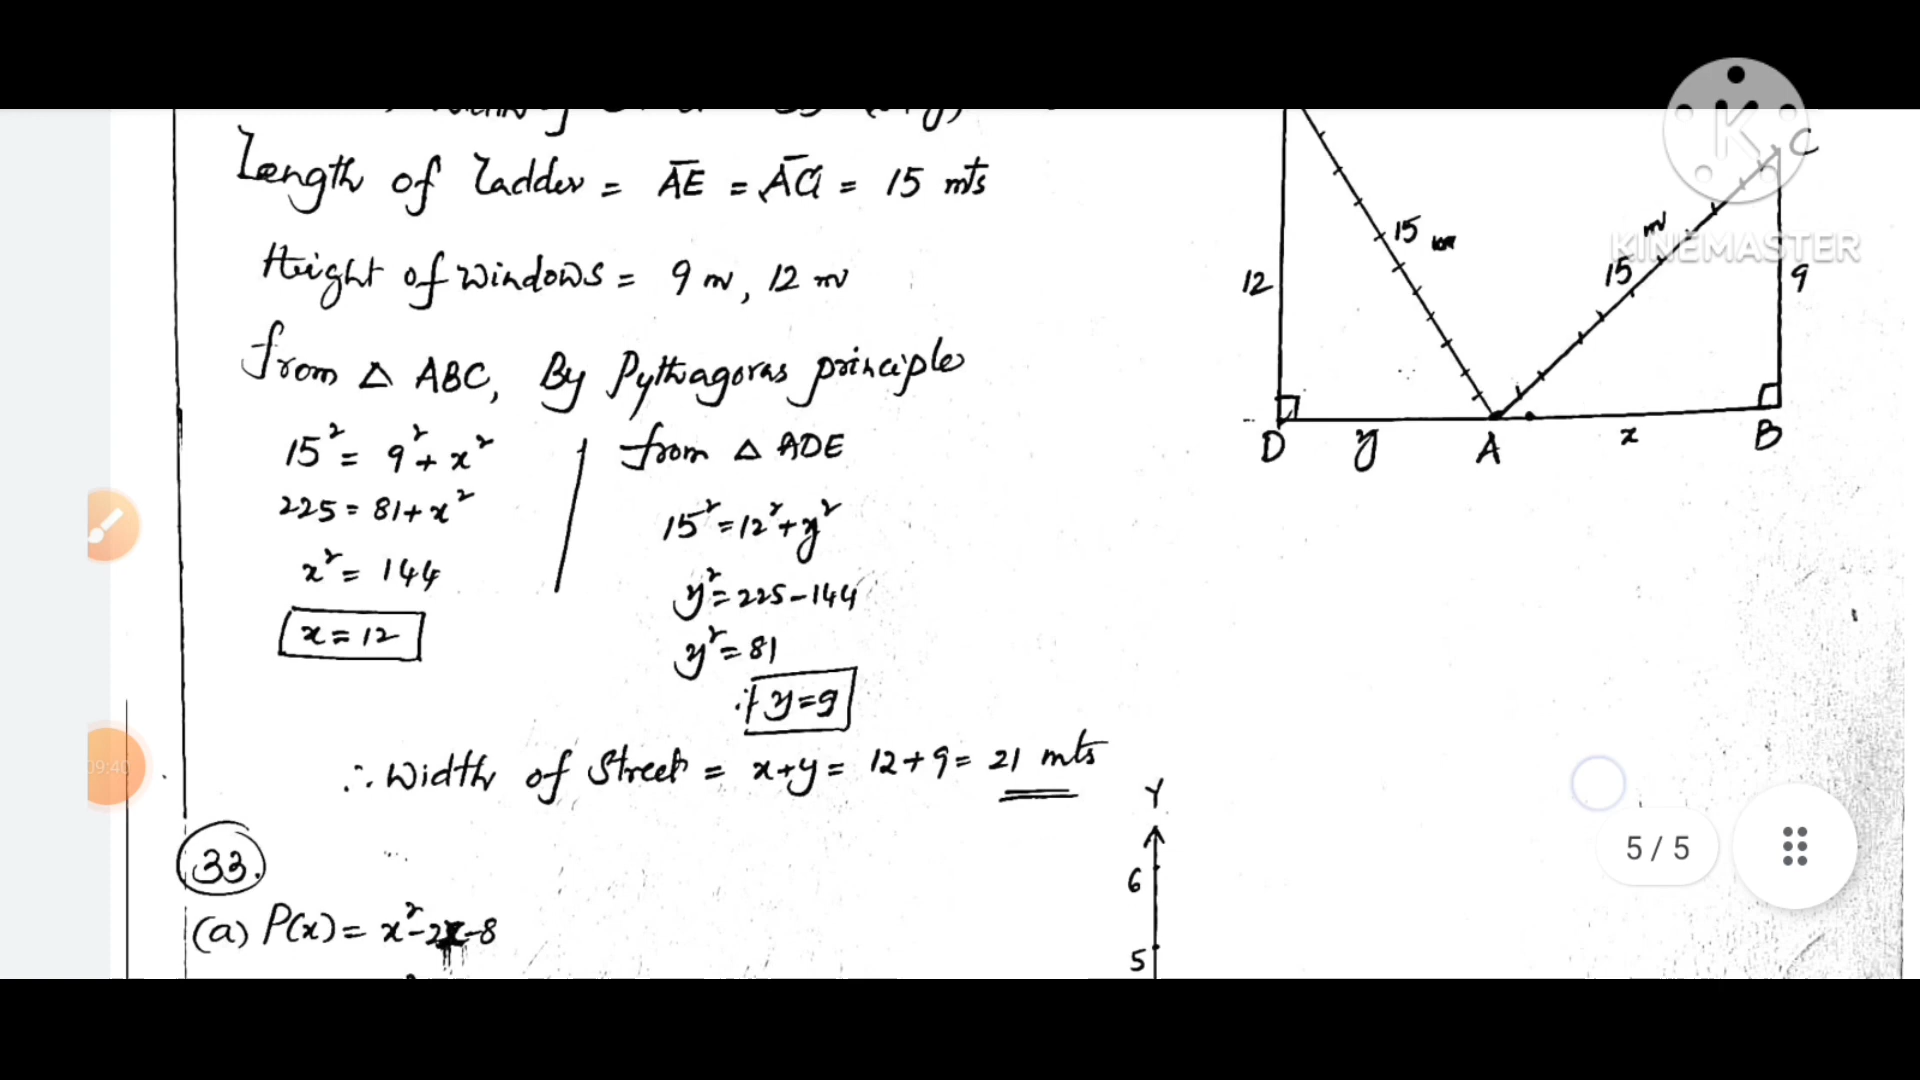 Length of ladder = AE = AC = 15 mts
Height of windows = 9 m, 12 m
from △ ABC, By Pythagoras principle
15² = 9² + x²
225 = 81 + x²
x² = 144
x = 12
from △ ADE
15² = 12² + y²
y² = 225 - 144
y² = 81
y = 9
∴ Width of Street = x + y = 12 + 9 = 21 mts
33.
(a) P(x) = x² - 2x - 8
Y
6
5
C
15
15 m
12
9
D y A x B
K
KINEMASTER
09:40
5 / 5